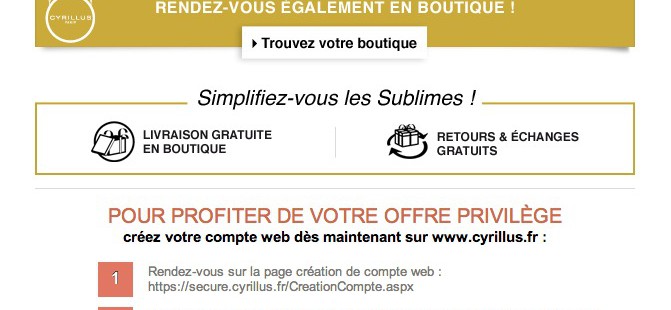 RENDEZ-VOUS ÉGALEMENT EN BOUTIQUE !
CYRILLUS
Trouvez votre boutique
Simplifiez-vous les Sublimes !
LIVRAISON GRATUITE
EN BOUTIQUE
RETOURS & ÉCHANGES
GRATUITS
POUR PROFITER DE VOTRE OFFRE PRIVILÈGE
créez votre compte web dès maintenant sur www.cyrillus.fr :
1
Rendez-vous sur la page création de compte web :
https://secure.cyrillus.fr/CreationCompte.aspx